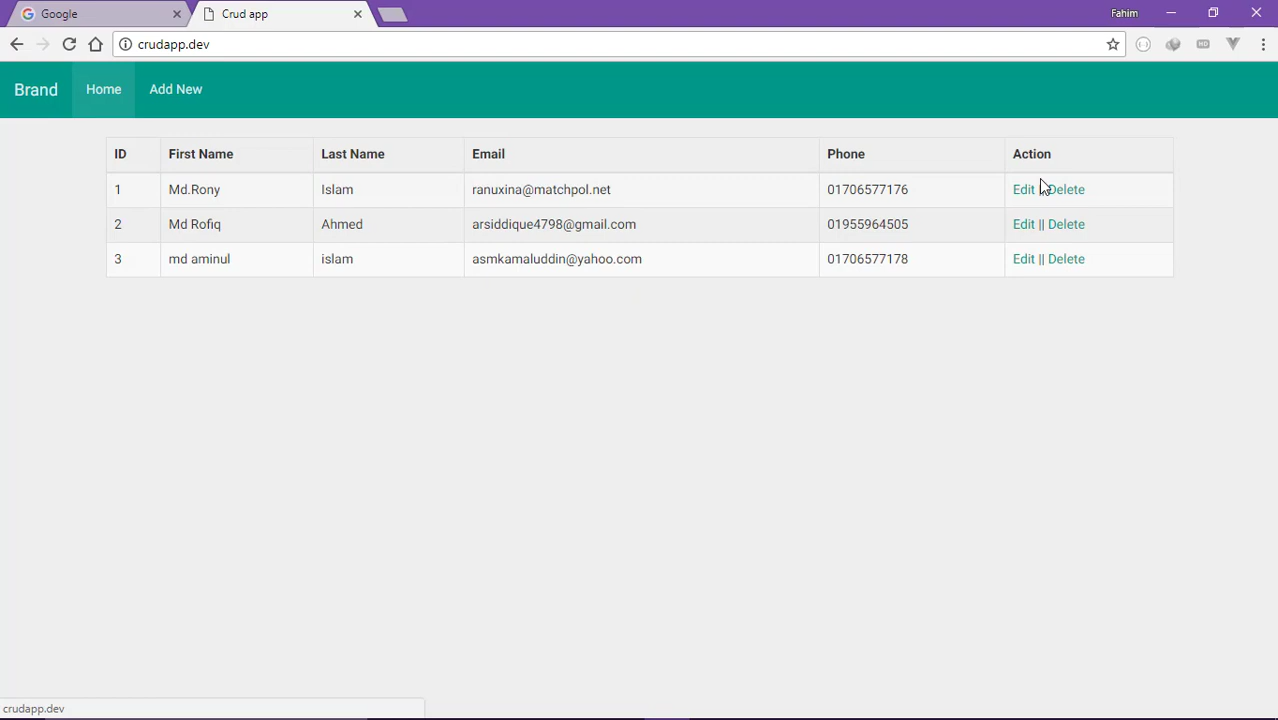 Google
Crud app
Fahim
crudapp.dev
HD
Brand Home Add New
ID First Name Last Name Email Phone Action
1 Md.Rony Islam ranuxina@matchpol.net 01706577176 Edit Delete
2 Md Rofiq Ahmed arsiddique4798@gmail.com 01955964505 Edit || Delete
3 md aminul islam asmkamaluddin@yahoo.com 01706577178 Edit || Delete
crudapp.dev